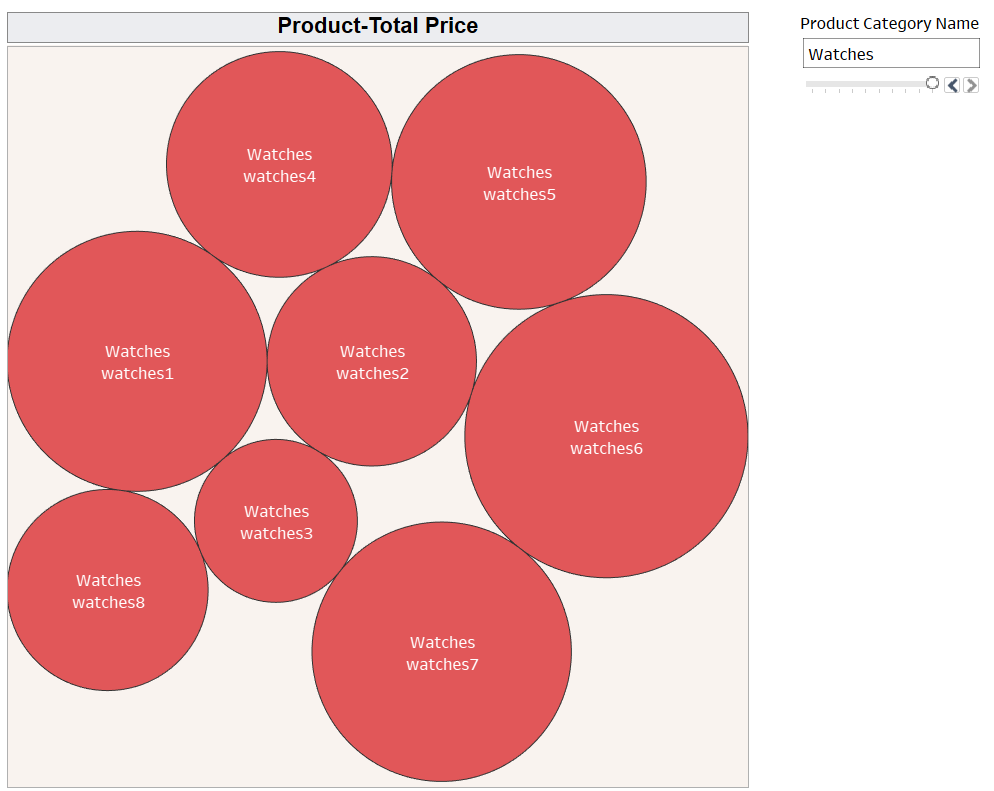 Product-Total Price
Product Category Name
Watches
Watches
watches4
Watches
watches5
Watches
watches1
Watches
watches2
Watches
watches6
Watches
watches3
Watches
watches8
Watches
watches7